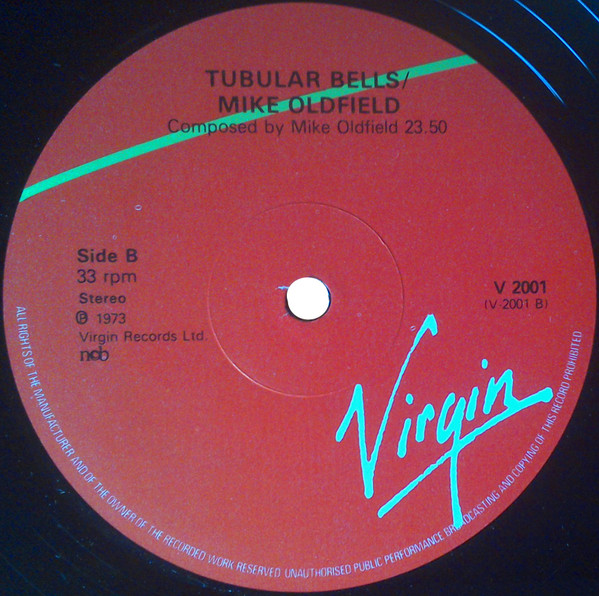 TUBULAR BELLS/
MIKE OLDFIELD
Composed by Mike Oldfield 23.50
Side B
33 rpm
Stereo
Ⓟ 1973
Virgin Records Ltd.
ncb
V 2001
(V 2001 B)
Virgin
ALL RIGHTS OF THE MANUFACTURER AND OF THE OWNER OF THE RECORDED WORK RESERVED UNAUTHORISED PUBLIC PERFORMANCE BROADCASTING AND COPYING OF THIS RECORD PROHIBITED